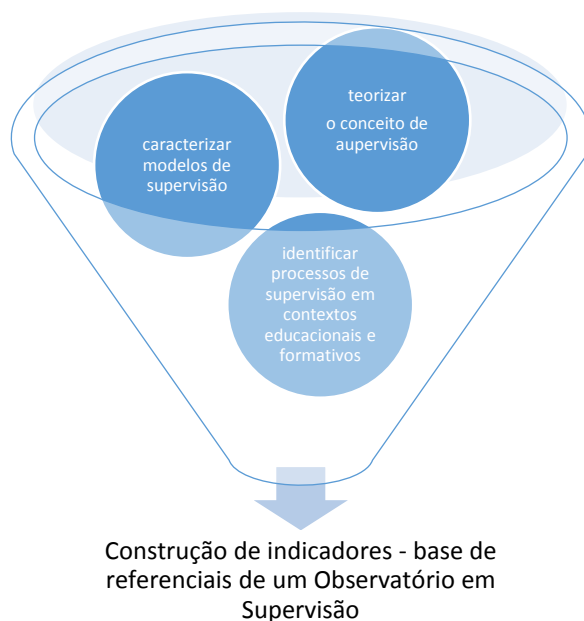 teorizar
o conceito de
aupervisão
caracterizar
modelos de
supervisão
identificar
processos de
supervisão em
contextos
educacionais e
formativos
Construção de indicadores - base de
referenciais de um Observatório em
Supervisão